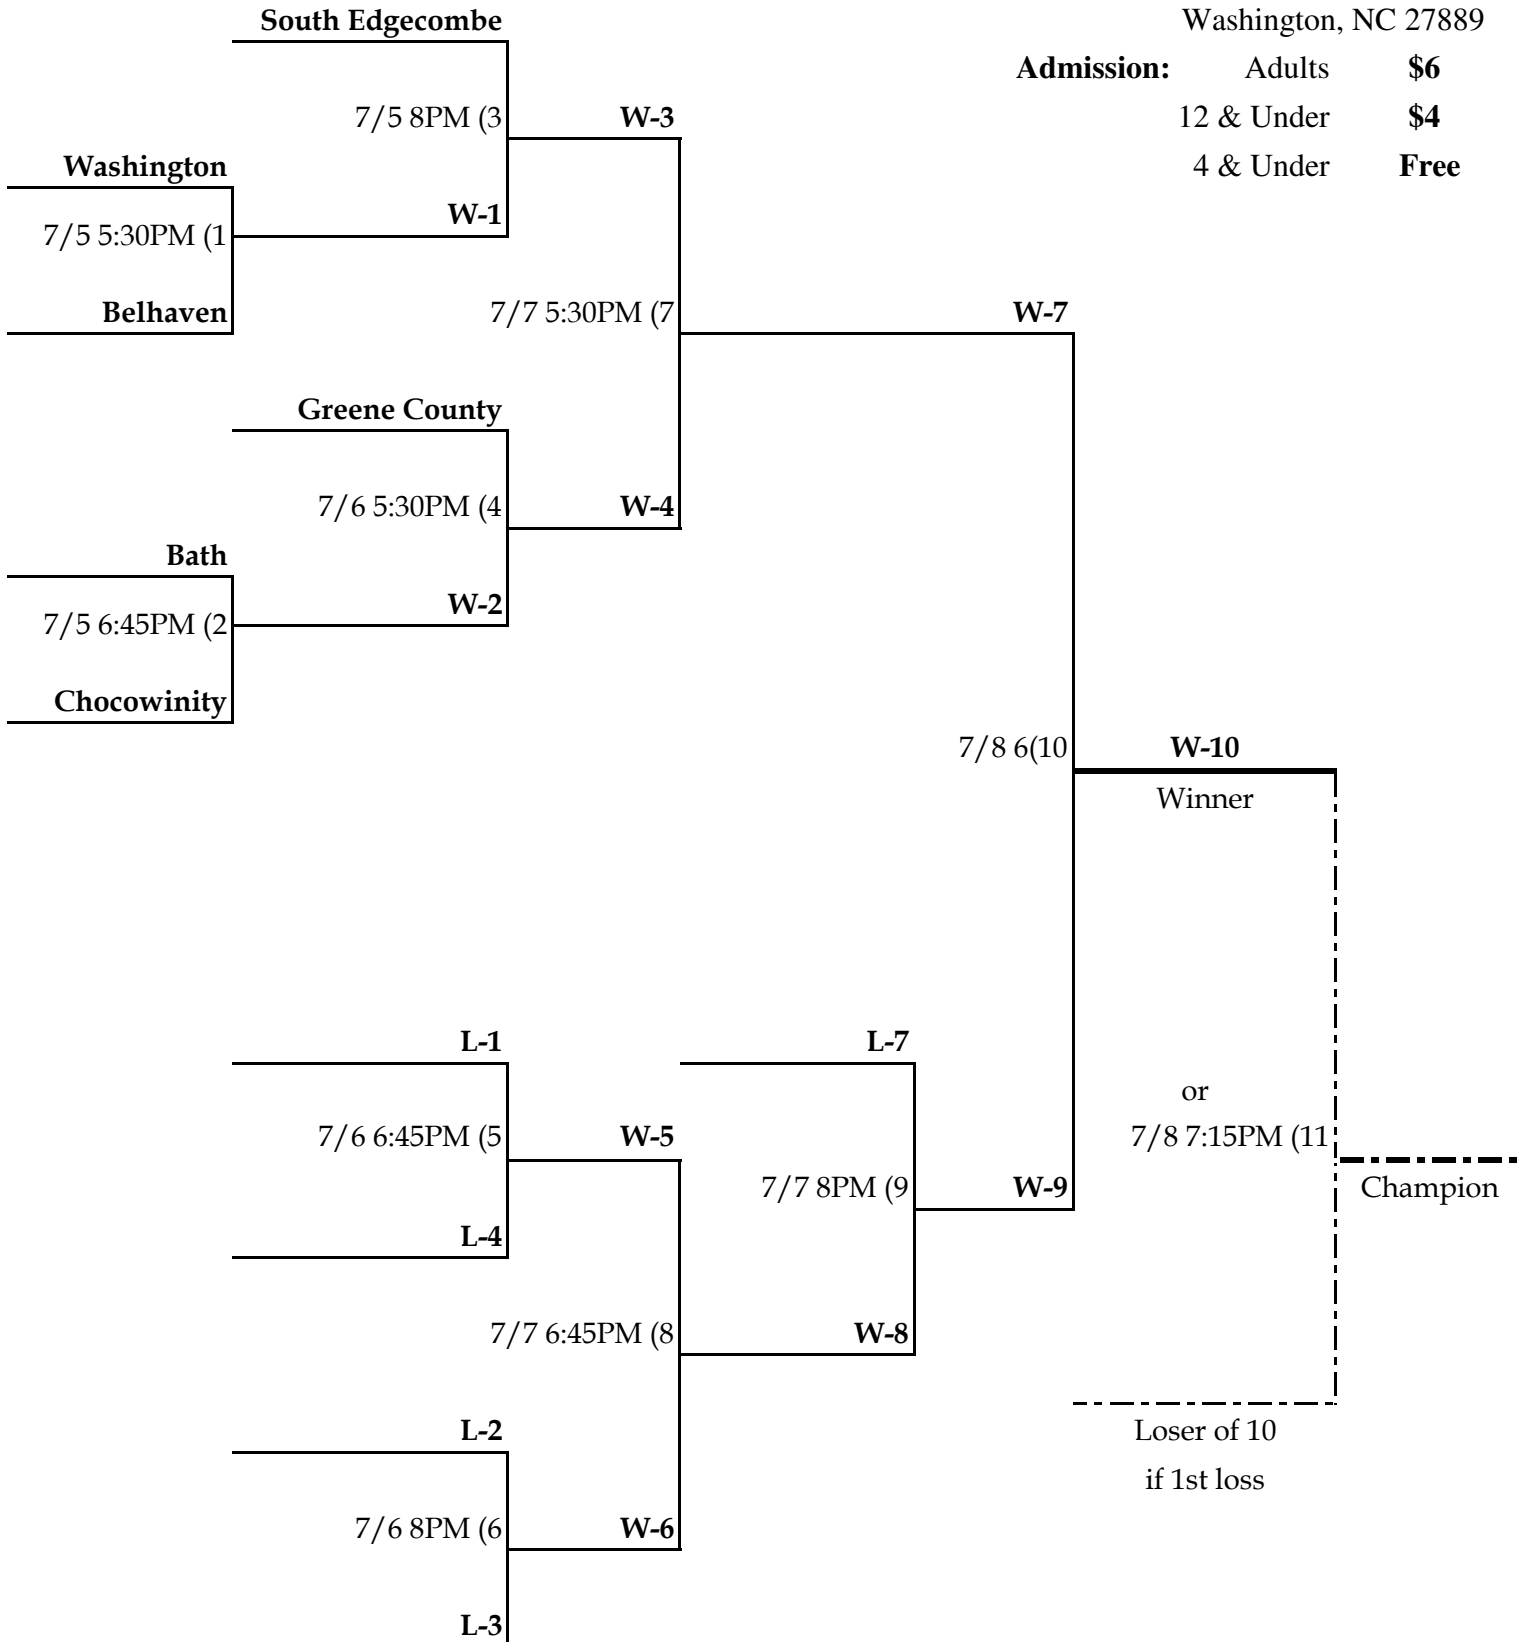 South Edgecombe
Washington, NC 27889
Admission: Adults $6
7/5 8PM (3
W-3
12 & Under $4
Washington
4 & Under Free
W-1
7/5 5:30PM (1
Belhaven
7/7 5:30PM (7
W-7
Greene County
7/6 5:30PM (4
W-4
Bath
W-2
7/5 6:45PM (2
Chocowinity
7/8 6(10
W-10
Winner
L-1
L-7
or
7/6 6:45PM (5
W-5
7/8 7:15PM (11
7/7 8PM (9
W-9
Champion
L-4
7/7 6:45PM (8
W-8
L-2
Loser of 10
if 1st loss
7/6 8PM (6
W-6
L-3